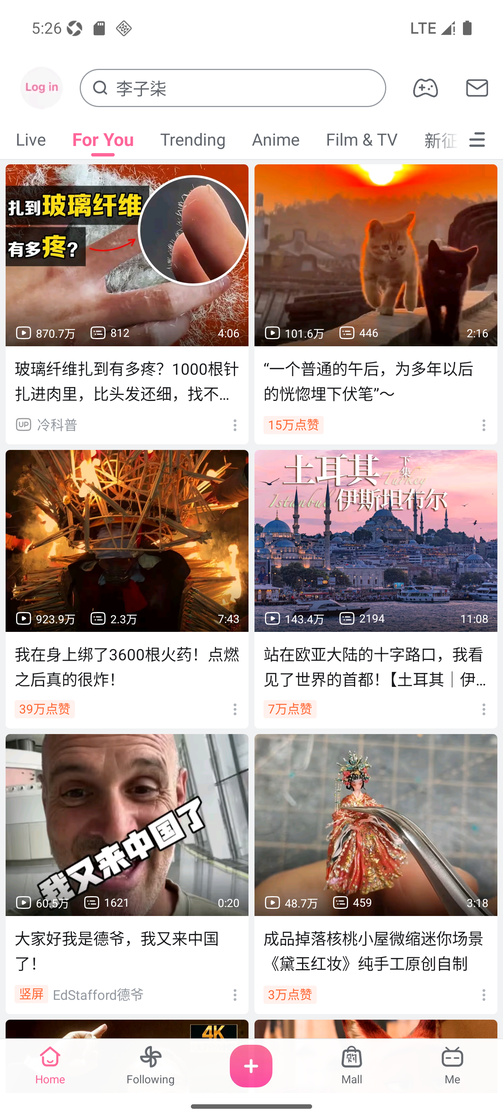 5:26
LTE
Log in
李子柒
Live
For You
Trending
Anime
Film & TV
新征
扎到玻璃纤维
有多疼?
870.7万
812
4:06
玻璃纤维扎到有多疼？1000根针
扎进肉里，比头发还细，找不…
UP 冷科普
101.6万
446
2:16
“一个普通的午后，为多年以后
的恍惚埋下伏笔”～
15万点赞
923.9万
2.3万
7:43
我在身上绑了3600根火药！点燃
之后真的很炸！
39万点赞
土耳其
下集
Turkey
Istanbul
伊斯坦布尔
143.4万
2194
11:08
站在欧亚大陆的十字路口，我看
见了世界的首都！【土耳其｜伊…
7万点赞
我又来中国了
60.5万
1621
0:20
大家好我是德爷，我又来中国
了！
竖屏 EdStafford德爷
48.7万
459
3:18
成品掉落核桃小屋微缩迷你场景
《黛玉红妆》纯手工原创自制
3万点赞
4K
Home
Following
Mall
Me